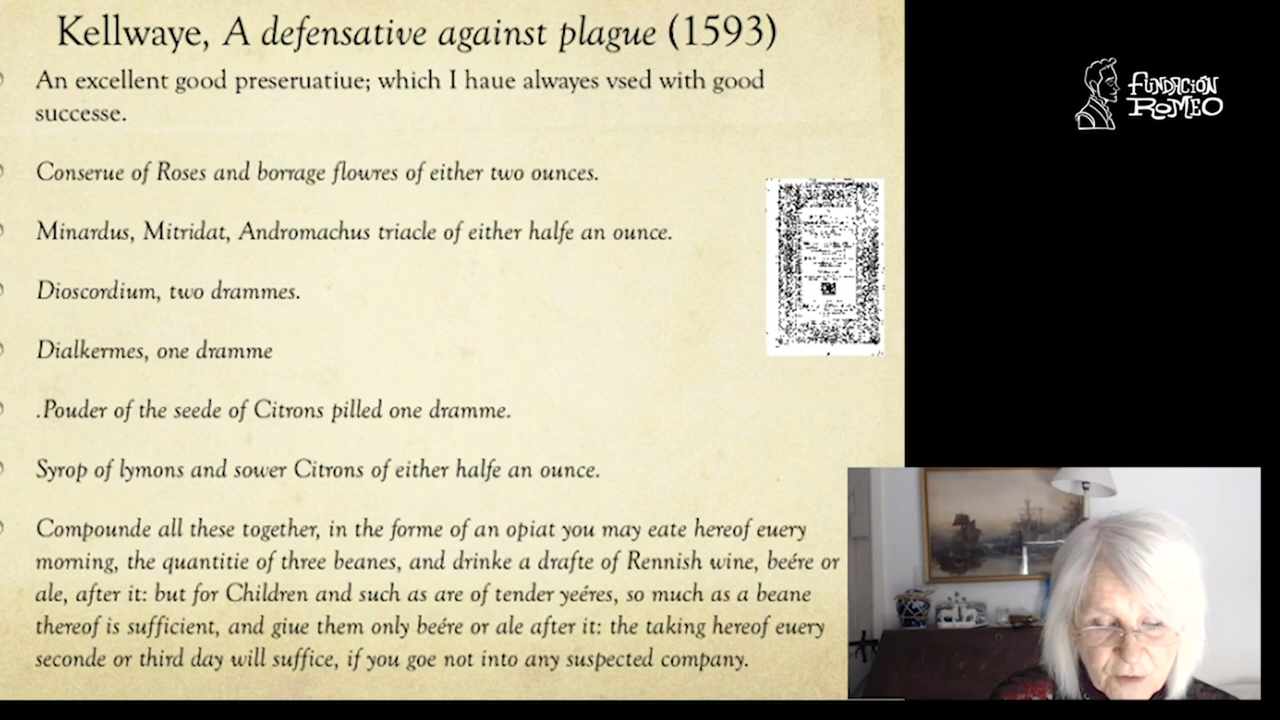 Kellwaye, A defensative against plague (1593)
An excellent good preseruatiue; which I haue alwayes vsed with good
successe.
Conserue of Roses and borrage flowres of either two ounces.
Minardus, Mitridat, Andromachus triacle of either halfe an ounce.
Dioscordium, two drammes.
Dialkermes, one dramme
.Pouder of the seede of Citrons pilled one dramme.
Syrop of lymons and sower Citrons of either halfe an ounce.
Compounde all these together, in the forme of an opiat you may eate hereof euery
morning, the quantitie of three beanes, and drinke a drafte of Rennish wine, beére or
ale, after it: but for Children and such as are of tender yeéres, so much as a beane
thereof is sufficient, and giue them only beére or ale after it: the taking hereof euery
seconde or third day will suffice, if you goe not into any suspected company.
FUNDACIÓN
ROMEO